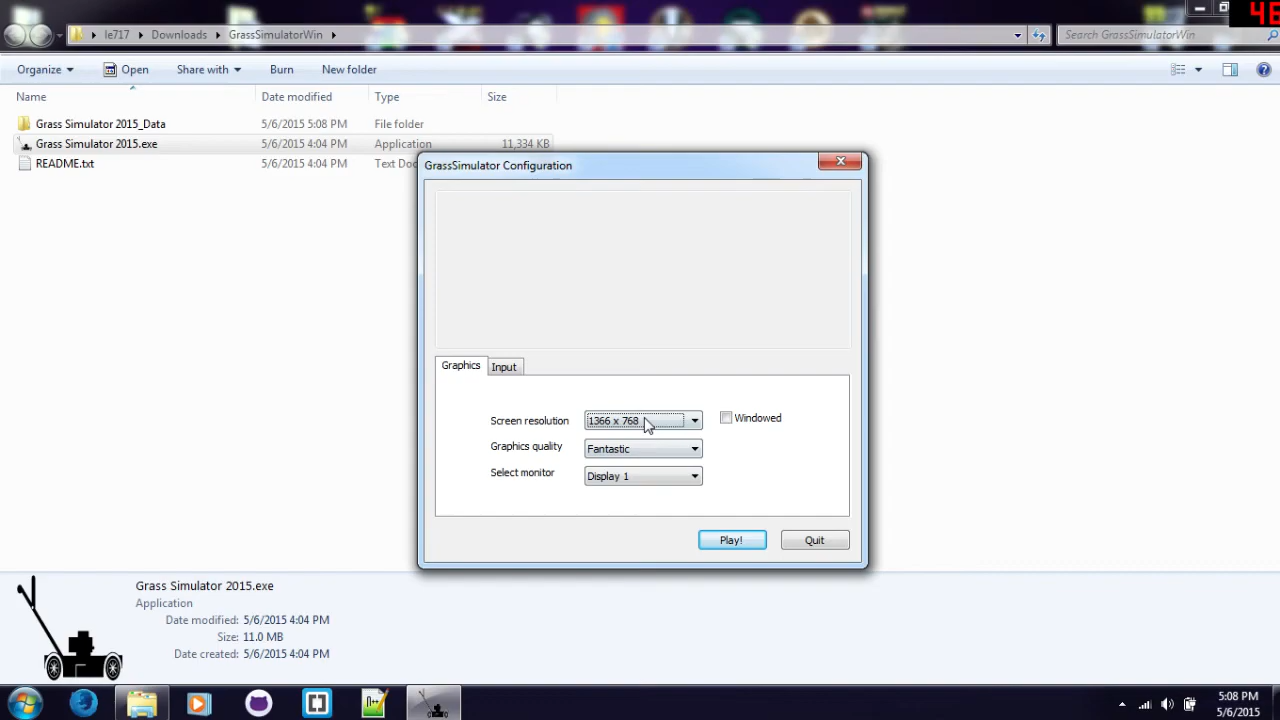 48
le717 Downloads GrassSimulatorWin Search GrassSimulatorWin
Organize Open Share with Burn New folder
Name Date modified Type Size
Grass Simulator 2015_Data 5/6/2015 5:08 PM File folder
Grass Simulator 2015.exe 5/6/2015 4:04 PM Application 11,334 KB
README.txt 5/6/2015 4:04 PM Text Doc
GrassSimulator Configuration
Graphics Input
Screen resolution 1366 x 768 Windowed
Graphics quality Fantastic
Select monitor Display 1
Play! Quit
Grass Simulator 2015.exe
Application
Date modified: 5/6/2015 4:04 PM
Size: 11.0 MB
Date created: 5/6/2015 4:04 PM
5:08 PM
5/6/2015